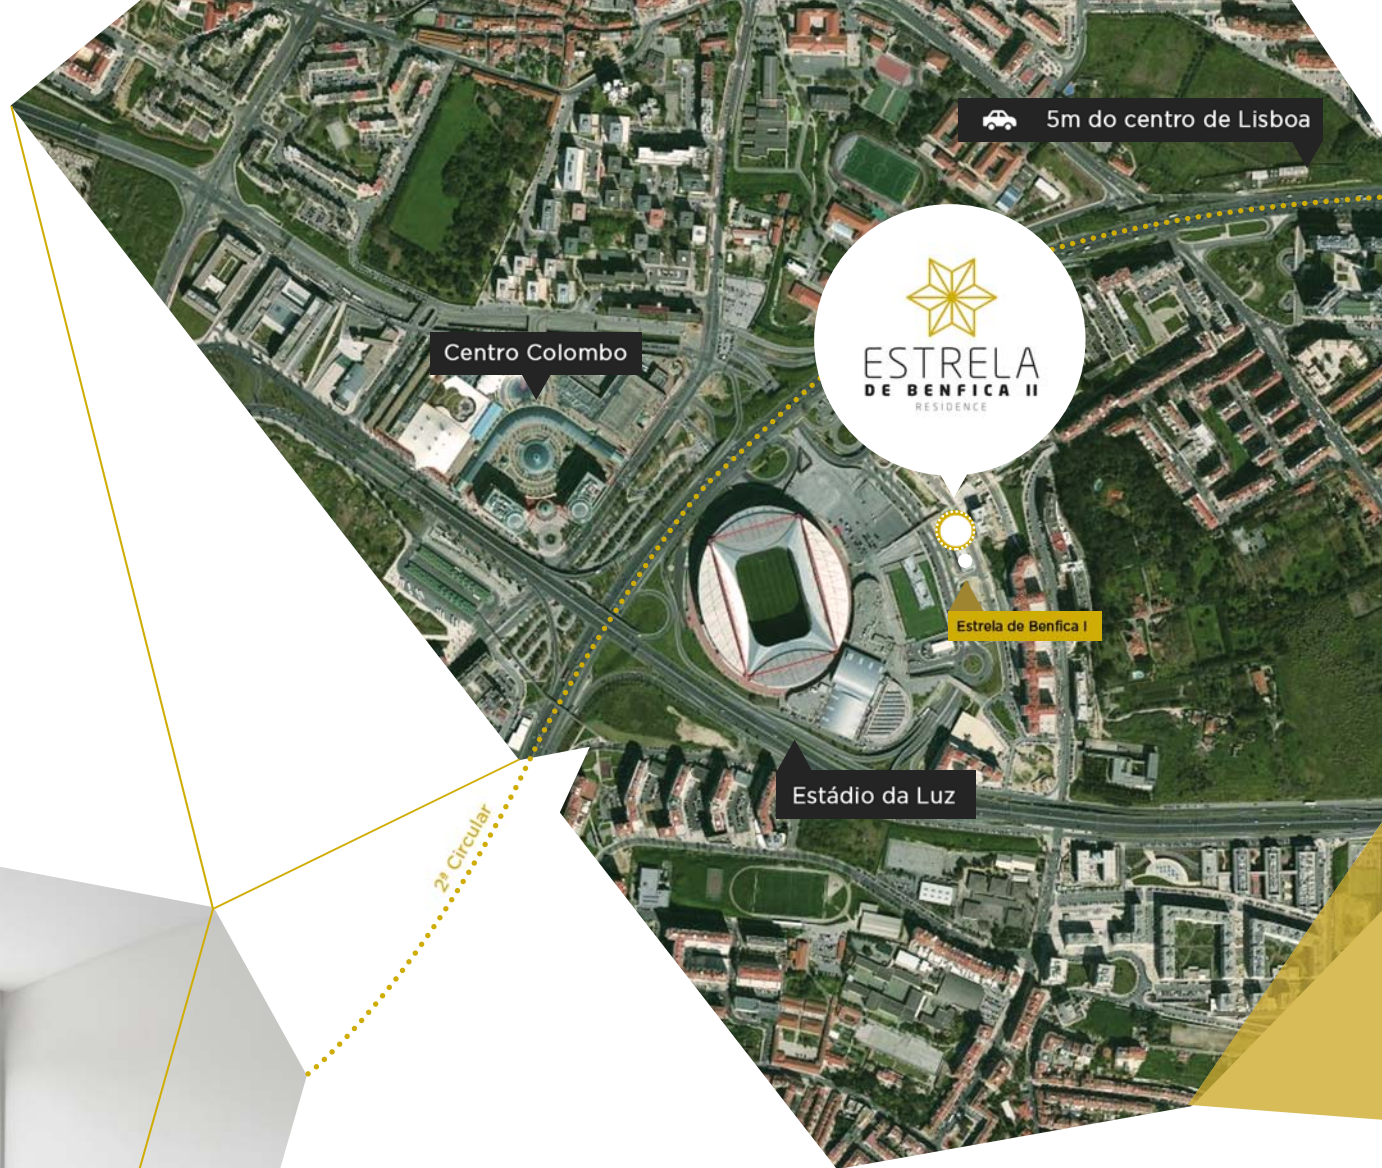 5m do centro de Lisboa
ESTRELA
DE BENFICA II
RESIDENCE
Centro Colombo
Estrela de Benfica I
Estádio da Luz
2ª Circular